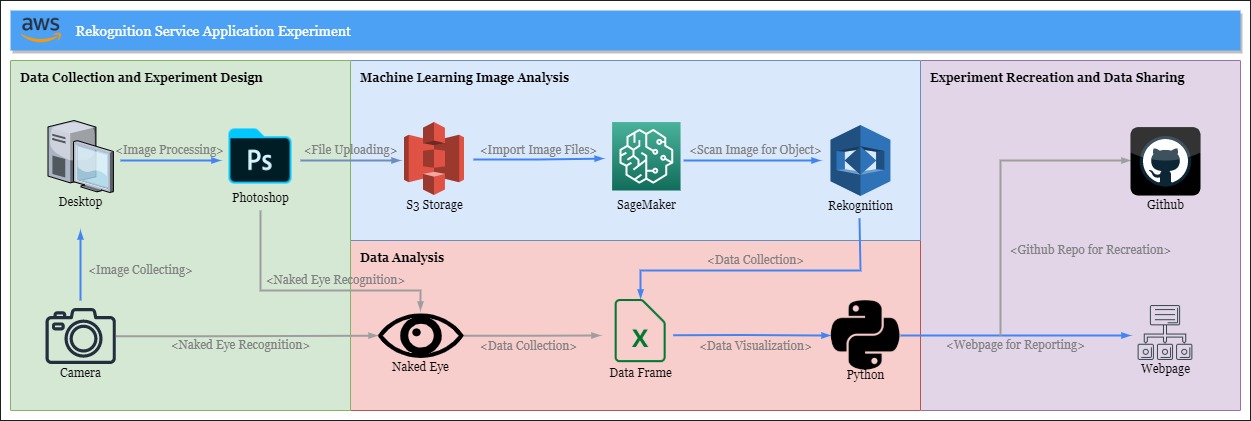 aws
Rekognition Service Application Experiment
Data Collection and Experiment Design
Machine Learning Image Analysis
Experiment Recreation and Data Sharing
<Image Processing>
Ps
<File Uploading>
<Import Image Files>
<Scan Image for Object>
Desktop
Photoshop
S3 Storage
SageMaker
Rekognition
Github
<Image Collecting>
Data Analysis
<Naked Eye Recognition>
<Data Collection>
<Github Repo for Recreation>
X
<Naked Eye Recognition>
<Data Collection>
<Data Visualization>
<Webpage for Reporting>
Camera
Naked Eye
Data Frame
Python
Webpage